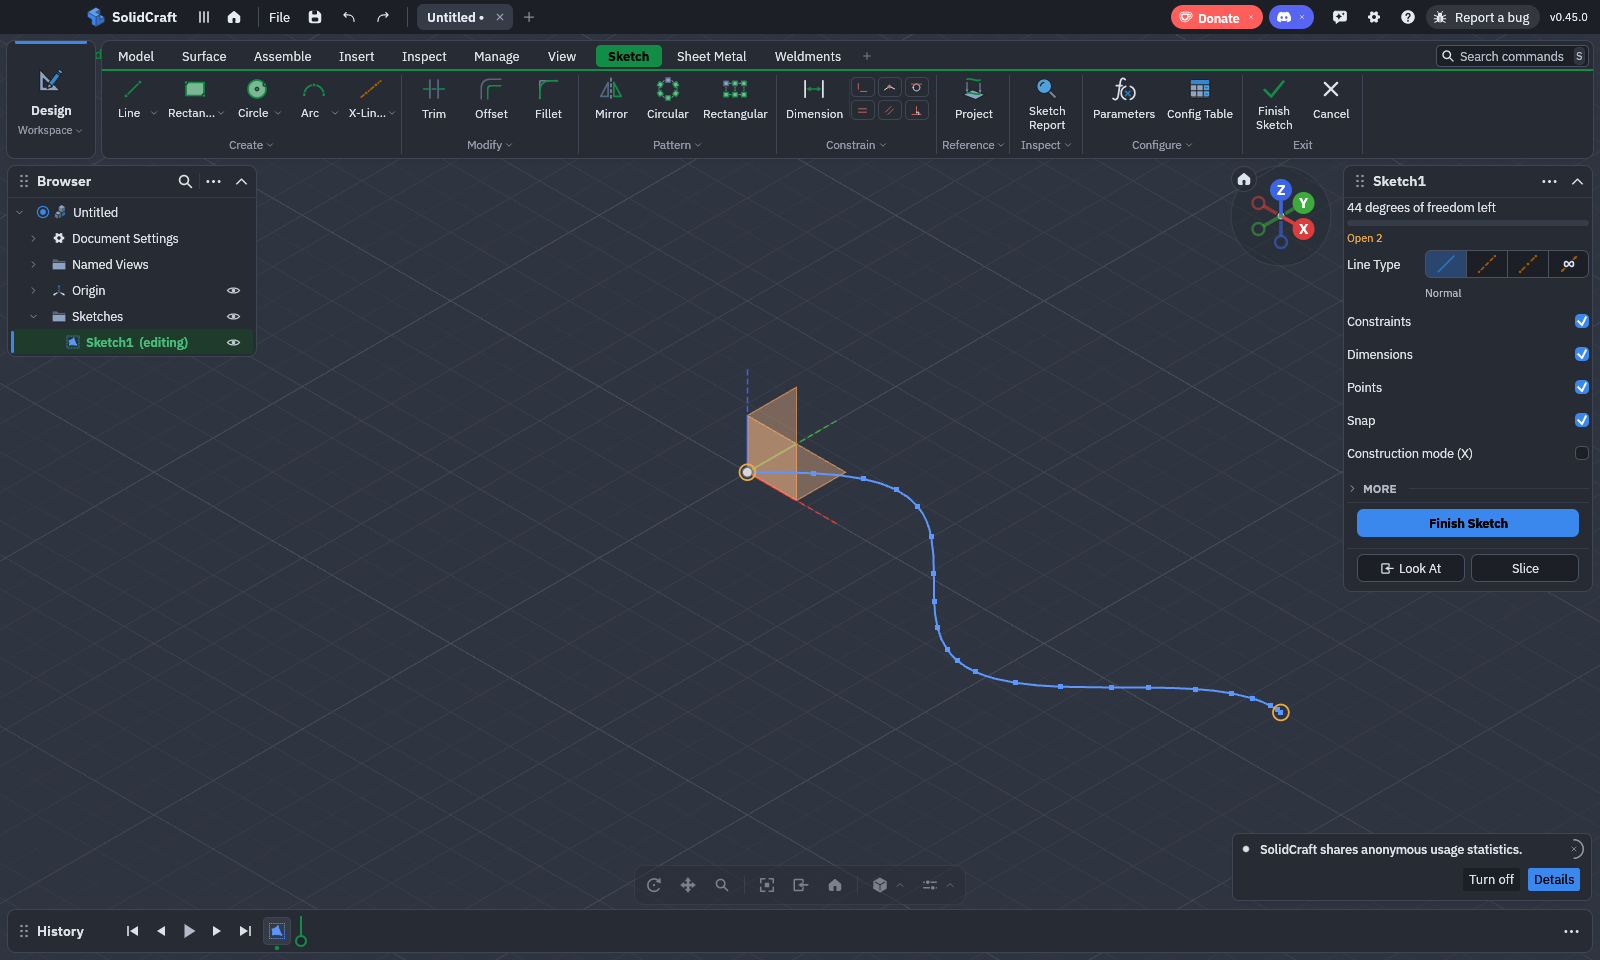 SolidCraft
File
Untitled •
Donate
Report a bug
v0.45.0
Design
Workspace
Model
Surface
Assemble
Insert
Inspect
Manage
View
Sketch
Sheet Metal
Weldments
Search commands
S
Line
Rectan...
Circle
Arc
X-Lin...
Create
Trim
Offset
Fillet
Modify
Mirror
Circular
Rectangular
Pattern
Dimension
Constrain
Project
Reference
Sketch
Report
Inspect
Parameters
Config Table
Configure
Finish
Sketch
Cancel
Exit
Browser
Untitled
Document Settings
Named Views
Origin
Sketches
Sketch1 (editing)
Z
Y
X
Sketch1
44 degrees of freedom left
Open 2
Line Type
Normal
Constraints
Dimensions
Points
Snap
Construction mode (X)
MORE
Finish Sketch
Look At
Slice
SolidCraft shares anonymous usage statistics.
Turn off
Details
History